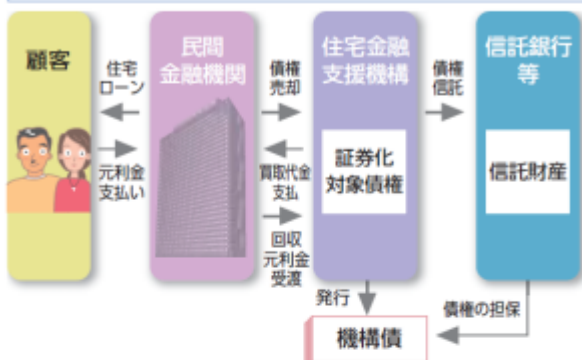 顧客
住宅
ローン
元利金
支払い
民間
金融機関
債権
売却
買取代金
支払
回収
元利金
受渡
住宅金融
支援機構
証券化
対象債権
債権
信託
信託銀行
等
信託財産
発行
機構債
債権の担保